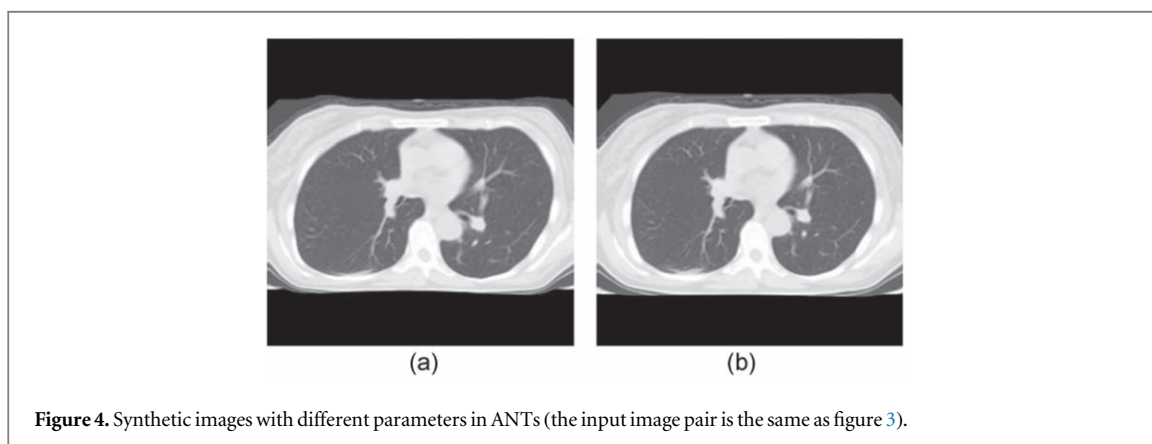 (a)
(b)
Figure 4. Synthetic images with different parameters in ANTs (the input image pair is the same as figure 3).